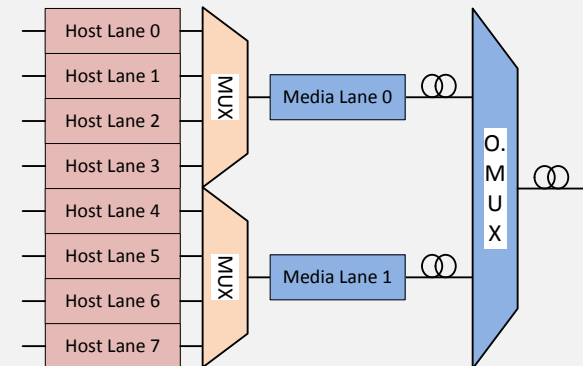 Host Lane 0
Host Lane 1
Host Lane 2
Host Lane 3
Host Lane 4
Host Lane 5
Host Lane 6
Host Lane 7
MUX
MUX
Media Lane 0
Media Lane 1
O.
M
U
X